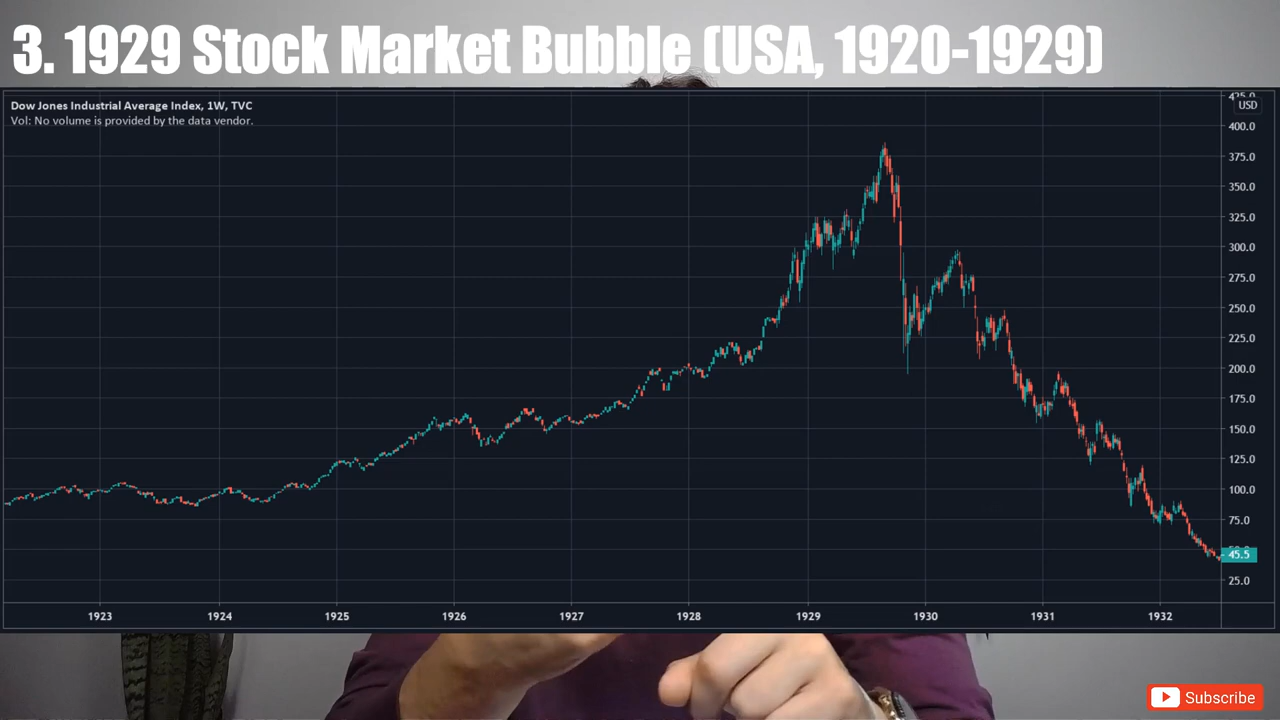 3. 1929 Stock Market Bubble (USA, 1920-1929)
Dow Jones Industrial Average Index, 1W, TVC
Vol: No volume is provided by the data vendor.
425.0
USD
400.0
375.0
350.0
325.0
300.0
275.0
250.0
225.0
200.0
175.0
150.0
125.0
100.0
75.0
45.5
25.0
1923 1924 1925 1926 1927 1928 1929 1930 1931 1932
Subscribe